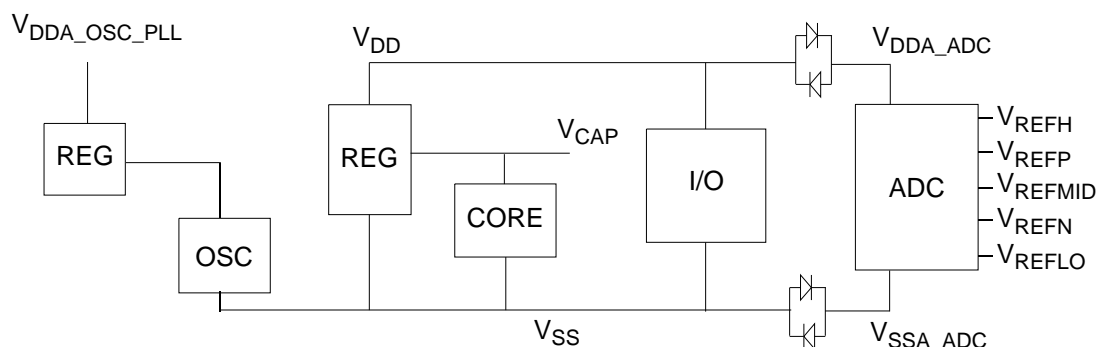 VDDA_OSC_PLL
VDD
VDDA_ADC
REG
REG
VCAP
CORE
I/O
ADC
VREFH
VREFP
VREFMID
VREFN
VREFLO
OSC
VSS
VSSA_ADC